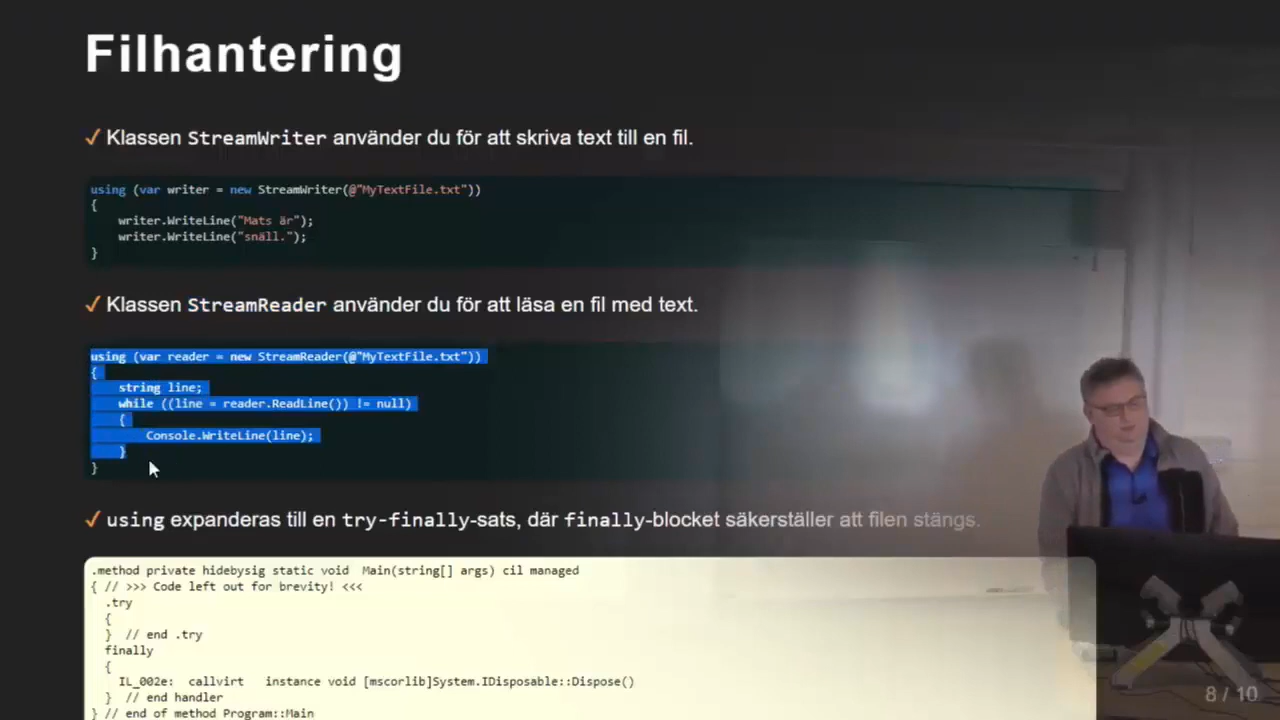 Filhantering
✓ Klassen StreamWriter använder du för att skriva text till en fil.
using (var writer = new StreamWriter(@"MyTextFile.txt"))
{
    writer.WriteLine("Mats är");
    writer.WriteLine("snäll.");
}
✓ Klassen StreamReader använder du för att läsa en fil med text.
using (var reader = new StreamReader(@"MyTextFile.txt"))
{
    string line;
    while ((line = reader.ReadLine()) != null)
    {
        Console.WriteLine(line);
    }
}
✓ using expanderas till en try-finally-sats, där finally-blocket säkerställer att filen stängs.
.method private hidebysig static void  Main(string[] args) cil managed
{ // >>> Code left out for brevity! <<<
  .try
  {
  }  // end .try
  finally
  {
    IL_002e:  callvirt   instance void [mscorlib]System.IDisposable::Dispose()
  }  // end handler
} // end of method Program::Main
8 / 10